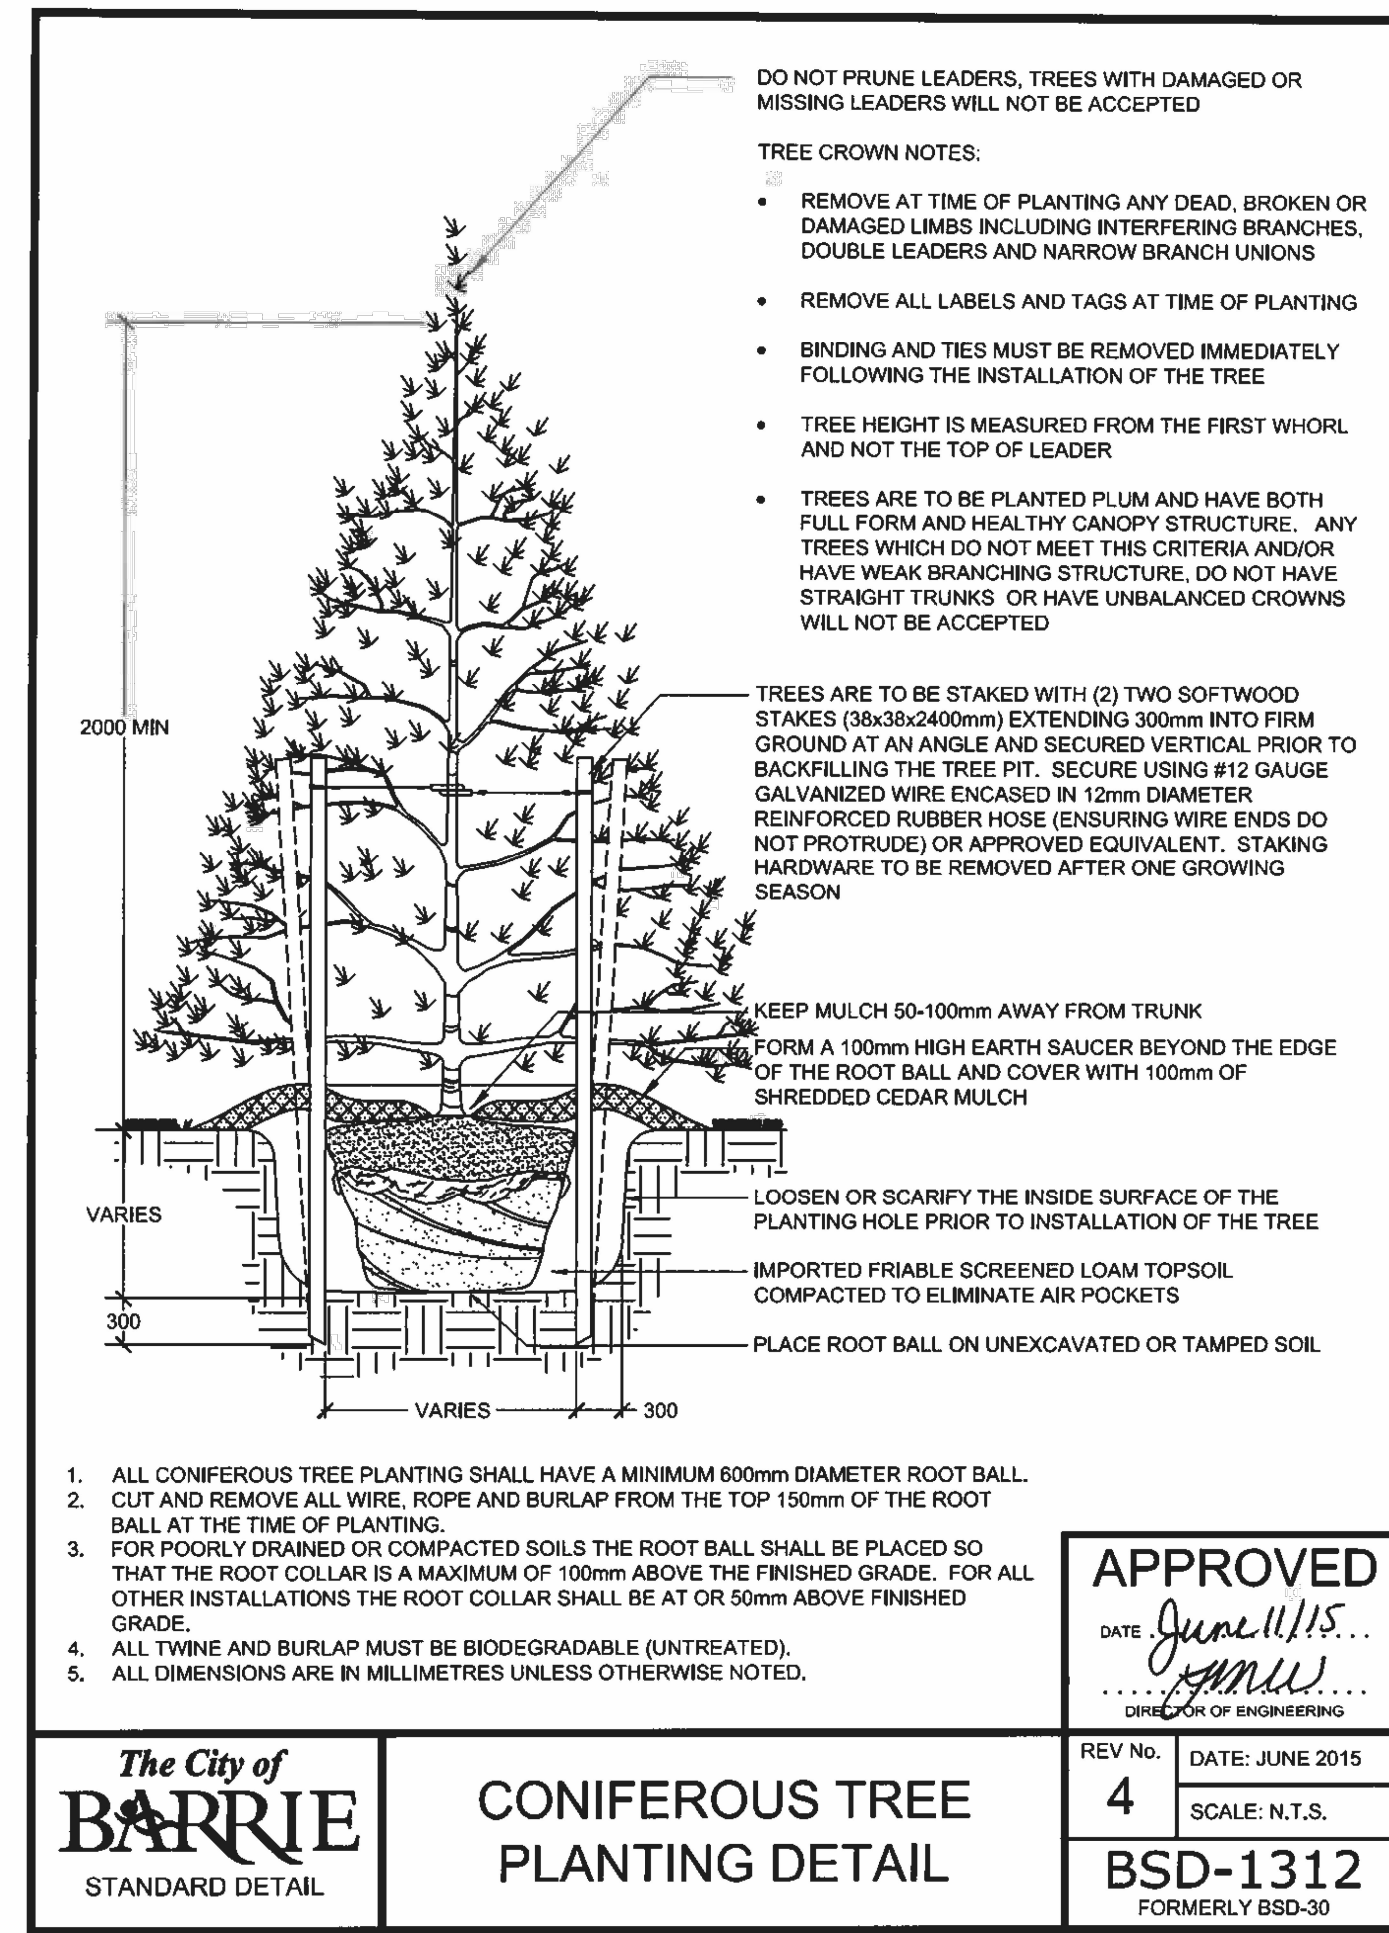 DO NOT PRUNE LEADERS, TREES WITH DAMAGED OR
MISSING LEADERS WILL NOT BE ACCEPTED
TREE CROWN NOTES:
• REMOVE AT TIME OF PLANTING ANY DEAD, BROKEN OR
DAMAGED LIMBS INCLUDING INTERFERING BRANCHES,
DOUBLE LEADERS AND NARROW BRANCH UNIONS
• REMOVE ALL LABELS AND TAGS AT TIME OF PLANTING
• BINDING AND TIES MUST BE REMOVED IMMEDIATELY
FOLLOWING THE INSTALLATION OF THE TREE
• TREE HEIGHT IS MEASURED FROM THE FIRST WHORL
AND NOT THE TOP OF LEADER
• TREES ARE TO BE PLANTED PLUM AND HAVE BOTH
FULL FORM AND HEALTHY CANOPY STRUCTURE. ANY
TREES WHICH DO NOT MEET THIS CRITERIA AND/OR
HAVE WEAK BRANCHING STRUCTURE, DO NOT HAVE
STRAIGHT TRUNKS OR HAVE UNBALANCED CROWNS
WILL NOT BE ACCEPTED
2000 MIN
TREES ARE TO BE STAKED WITH (2) TWO SOFTWOOD
STAKES (38x38x2400mm) EXTENDING 300mm INTO FIRM
GROUND AT AN ANGLE AND SECURED VERTICAL PRIOR TO
BACKFILLING THE TREE PIT. SECURE USING #12 GAUGE
GALVANIZED WIRE ENCASED IN 12mm DIAMETER
REINFORCED RUBBER HOSE (ENSURING WIRE ENDS DO
NOT PROTRUDE) OR APPROVED EQUIVALENT. STAKING
HARDWARE TO BE REMOVED AFTER ONE GROWING
SEASON
KEEP MULCH 50-100mm AWAY FROM TRUNK
FORM A 100mm HIGH EARTH SAUCER BEYOND THE EDGE
OF THE ROOT BALL AND COVER WITH 100mm OF
SHREDDED CEDAR MULCH
VARIES
LOOSEN OR SCARIFY THE INSIDE SURFACE OF THE
PLANTING HOLE PRIOR TO INSTALLATION OF THE TREE
IMPORTED FRIABLE SCREENED LOAM TOPSOIL
COMPACTED TO ELIMINATE AIR POCKETS
300
PLACE ROOT BALL ON UNEXCAVATED OR TAMPED SOIL
VARIES
300
1. ALL CONIFEROUS TREE PLANTING SHALL HAVE A MINIMUM 600mm DIAMETER ROOT BALL.
2. CUT AND REMOVE ALL WIRE, ROPE AND BURLAP FROM THE TOP 150mm OF THE ROOT
BALL AT THE TIME OF PLANTING.
3. FOR POORLY DRAINED OR COMPACTED SOILS THE ROOT BALL SHALL BE PLACED SO
THAT THE ROOT COLLAR IS A MAXIMUM OF 100mm ABOVE THE FINISHED GRADE. FOR ALL
OTHER INSTALLATIONS THE ROOT COLLAR SHALL BE AT OR 50mm ABOVE FINISHED
GRADE.
4. ALL TWINE AND BURLAP MUST BE BIODEGRADABLE (UNTREATED).
5. ALL DIMENSIONS ARE IN MILLIMETRES UNLESS OTHERWISE NOTED.
APPROVED
DATE June 11/15
DIRECTOR OF ENGINEERING
The City of
BARRIE
STANDARD DETAIL
CONIFEROUS TREE
PLANTING DETAIL
REV No.
4
DATE: JUNE 2015
SCALE: N.T.S.
BSD-1312
FORMERLY BSD-30